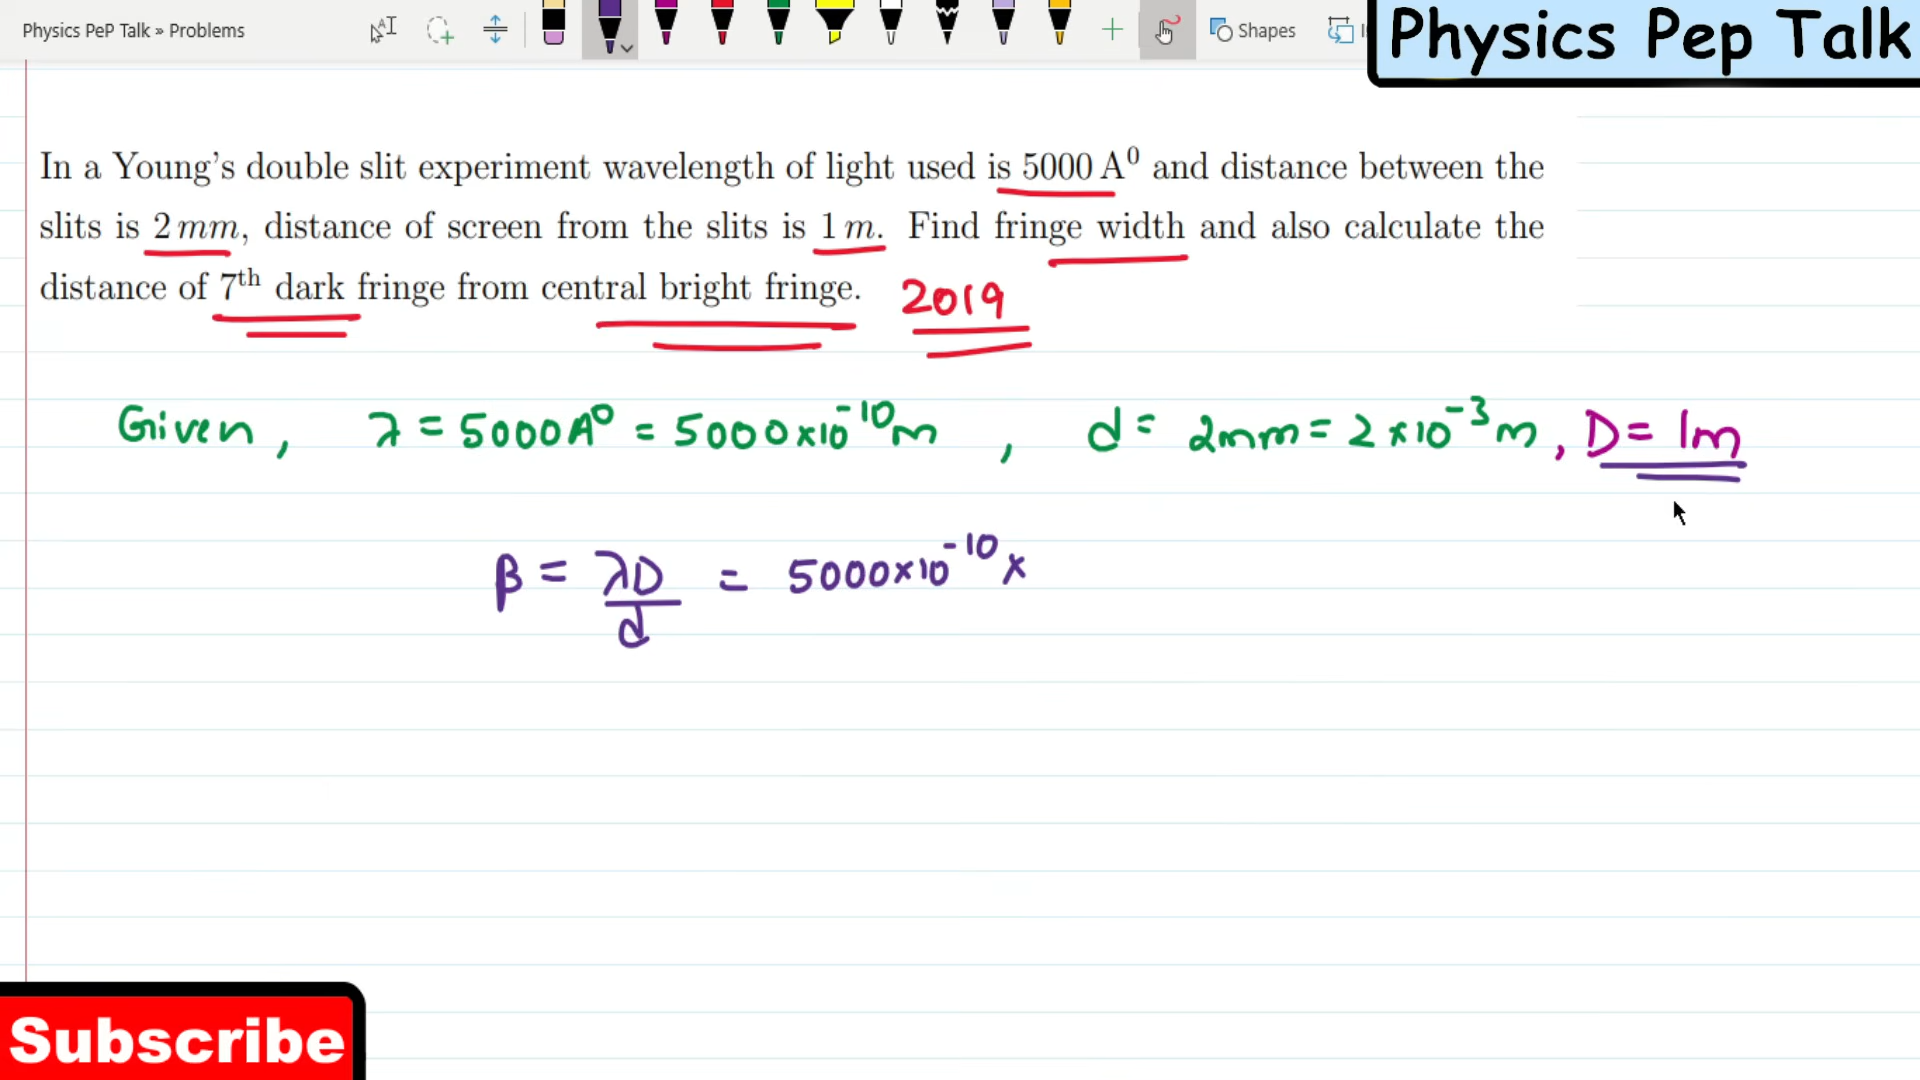 Physics PeP Talk » Problems
Shapes
Physics Pep Talk
In a Young's double slit experiment wavelength of light used is 5000 A⁰ and distance between the
slits is 2 mm, distance of screen from the slits is 1 m. Find fringe width and also calculate the
distance of 7ᵗʰ dark fringe from central bright fringe. 2019
Given, λ = 5000A⁰ = 5000×10⁻¹⁰m, d = 2mm = 2×10⁻³m, D = 1m
β = λD/d = 5000×10⁻¹⁰×
Subscribe